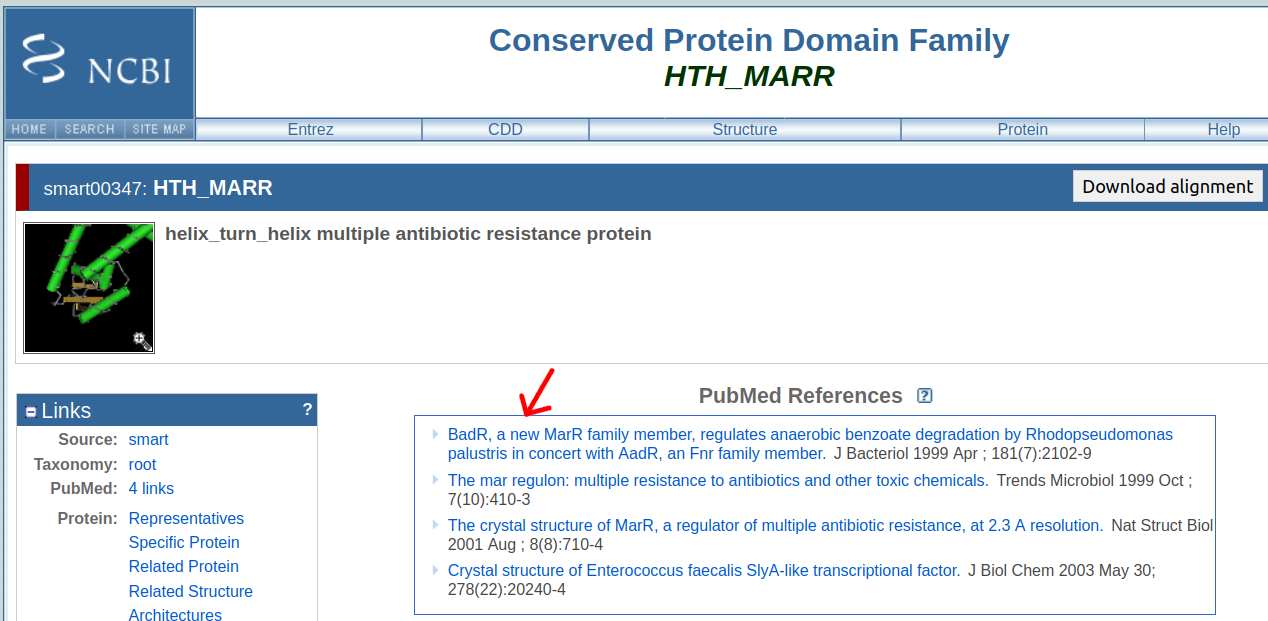 Conserved Protein Domain Family
HTH_MARR
NCBI
HOME SEARCH SITE MAP Entrez CDD Structure Protein Help
smart00347: HTH_MARR Download alignment
helix_turn_helix multiple antibiotic resistance protein
Links ?
Source: smart
Taxonomy: root
PubMed: 4 links
Protein: Representatives
Specific Protein
Related Protein
Related Structure
Architectures
PubMed References ?
BadR, a new MarR family member, regulates anaerobic benzoate degradation by Rhodopseudomonas
palustris in concert with AadR, an Fnr family member. J Bacteriol 1999 Apr ; 181(7):2102-9
The mar regulon: multiple resistance to antibiotics and other toxic chemicals. Trends Microbiol 1999 Oct ;
7(10):410-3
The crystal structure of MarR, a regulator of multiple antibiotic resistance, at 2.3 A resolution. Nat Struct Biol
2001 Aug ; 8(8):710-4
Crystal structure of Enterococcus faecalis SlyA-like transcriptional factor. J Biol Chem 2003 May 30;
278(22):20240-4